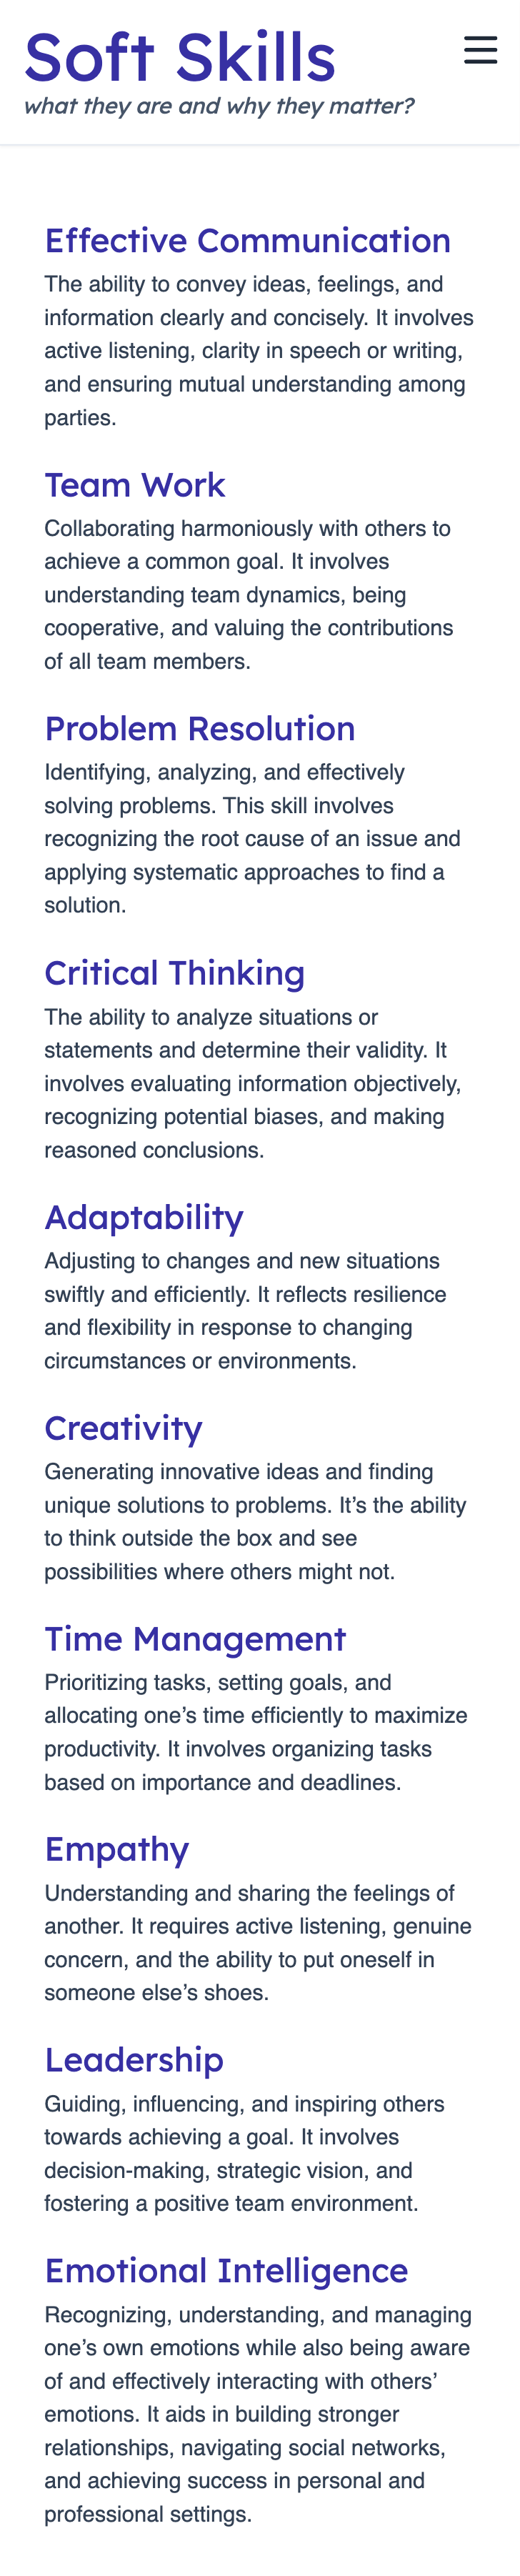 Soft Skills
what they are and why they matter?
Effective Communication
The ability to convey ideas, feelings, and
information clearly and concisely. It involves
active listening, clarity in speech or writing,
and ensuring mutual understanding among
parties.
Team Work
Collaborating harmoniously with others to
achieve a common goal. It involves
understanding team dynamics, being
cooperative, and valuing the contributions
of all team members.
Problem Resolution
Identifying, analyzing, and effectively
solving problems. This skill involves
recognizing the root cause of an issue and
applying systematic approaches to find a
solution.
Critical Thinking
The ability to analyze situations or
statements and determine their validity. It
involves evaluating information objectively,
recognizing potential biases, and making
reasoned conclusions.
Adaptability
Adjusting to changes and new situations
swiftly and efficiently. It reflects resilience
and flexibility in response to changing
circumstances or environments.
Creativity
Generating innovative ideas and finding
unique solutions to problems. It’s the ability
to think outside the box and see
possibilities where others might not.
Time Management
Prioritizing tasks, setting goals, and
allocating one’s time efficiently to maximize
productivity. It involves organizing tasks
based on importance and deadlines.
Empathy
Understanding and sharing the feelings of
another. It requires active listening, genuine
concern, and the ability to put oneself in
someone else’s shoes.
Leadership
Guiding, influencing, and inspiring others
towards achieving a goal. It involves
decision-making, strategic vision, and
fostering a positive team environment.
Emotional Intelligence
Recognizing, understanding, and managing
one’s own emotions while also being aware
of and effectively interacting with others’
emotions. It aids in building stronger
relationships, navigating social networks,
and achieving success in personal and
professional settings.